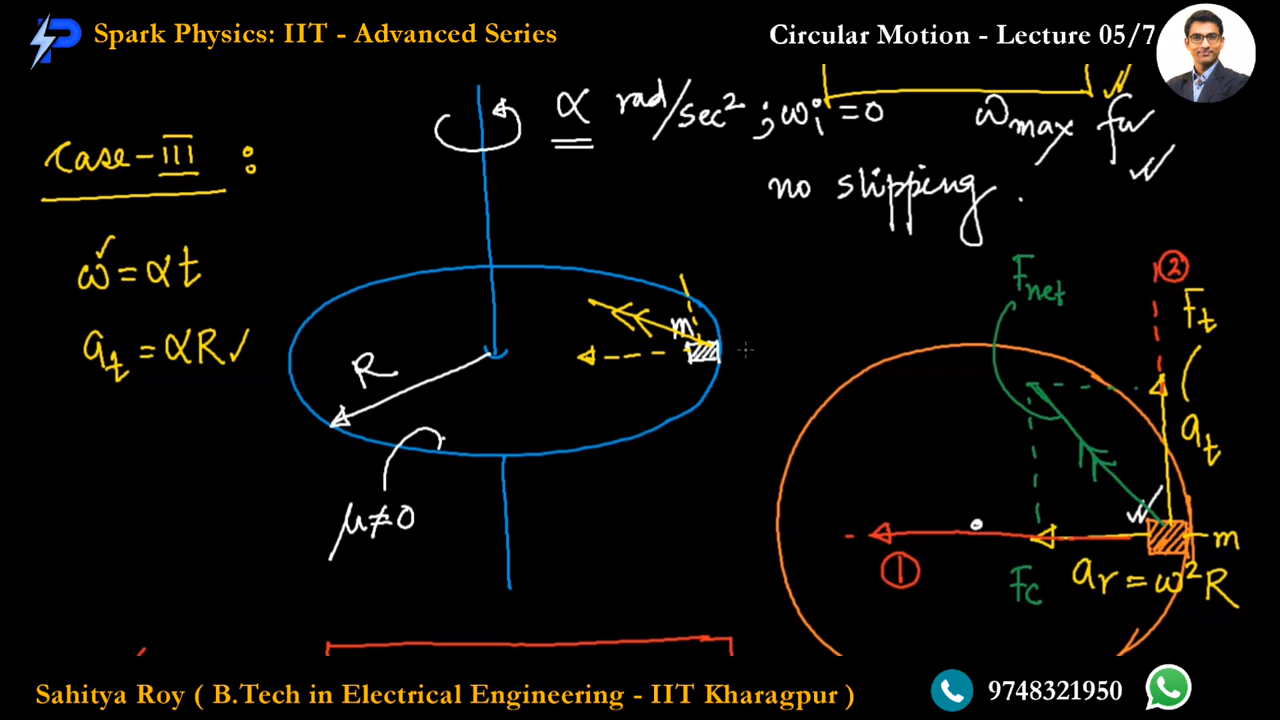 Spark Physics: IIT - Advanced Series
Circular Motion - Lecture 05/7
α rad/sec² ; ωi = 0
ωmax for
no slipping.
Case-III :
ω = αt
at = αR
R
m
μ≠0
Fnet
②
Ft
at
①
Fc
ar = ω²R
m
Sahitya Roy ( B.Tech in Electrical Engineering - IIT Kharagpur )
9748321950